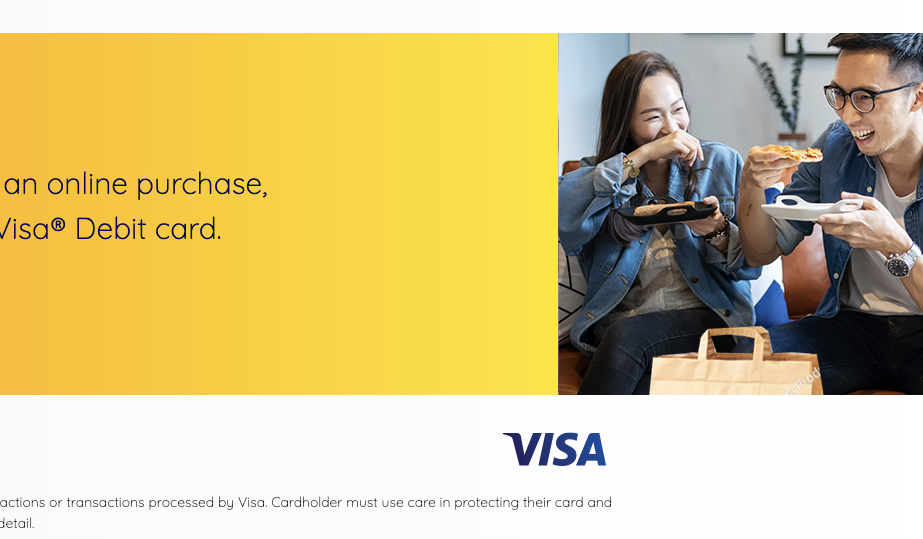 an online purchase,
Visa® Debit card.
VISA
actions or transactions processed by Visa. Cardholder must use care in protecting their card and
detail.